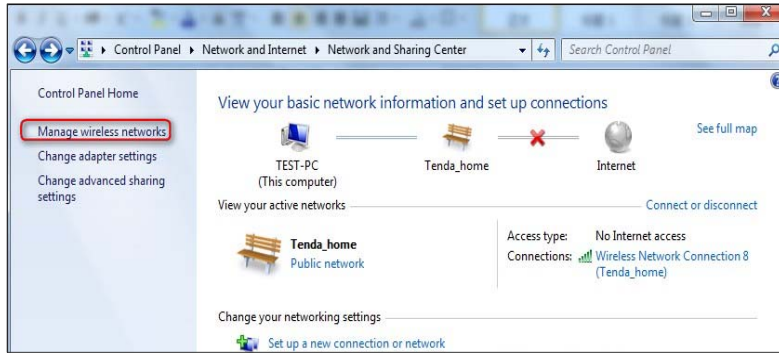 Control Panel ▸ Network and Internet ▸ Network and Sharing Center
Search Control Panel
Control Panel Home
Manage wireless networks
Change adapter settings
Change advanced sharing
settings
View your basic network information and set up connections
See full map
TEST-PC
(This computer)
Tenda_home
Internet
View your active networks
Connect or disconnect
Tenda_home
Public network
Access type: No Internet access
Connections: Wireless Network Connection 8
(Tenda_home)
Change your networking settings
Set up a new connection or network